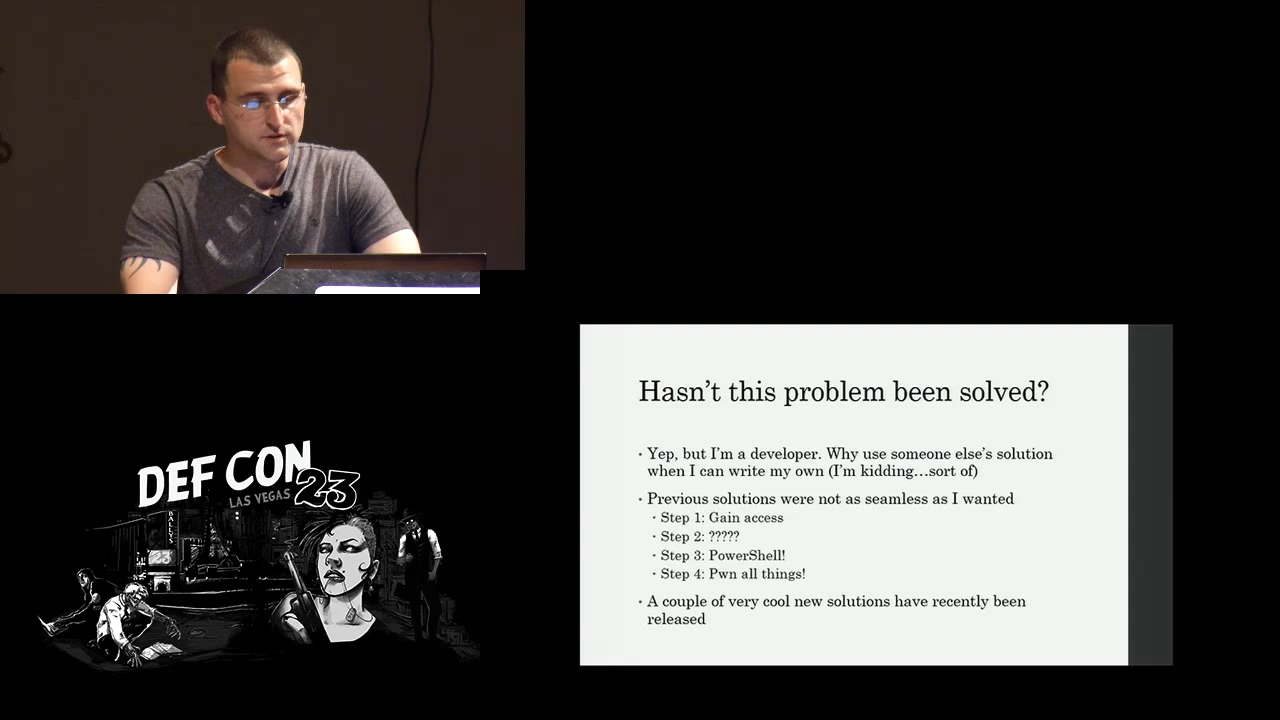 DEF CON
LAS VEGAS 23
BALLYS
Hasn’t this problem been solved?
• Yep, but I’m a developer. Why use someone else’s solution
when I can write my own (I’m kidding…sort of)
• Previous solutions were not as seamless as I wanted
• Step 1: Gain access
• Step 2: ?????
• Step 3: PowerShell!
• Step 4: Pwn all things!
• A couple of very cool new solutions have recently been
released